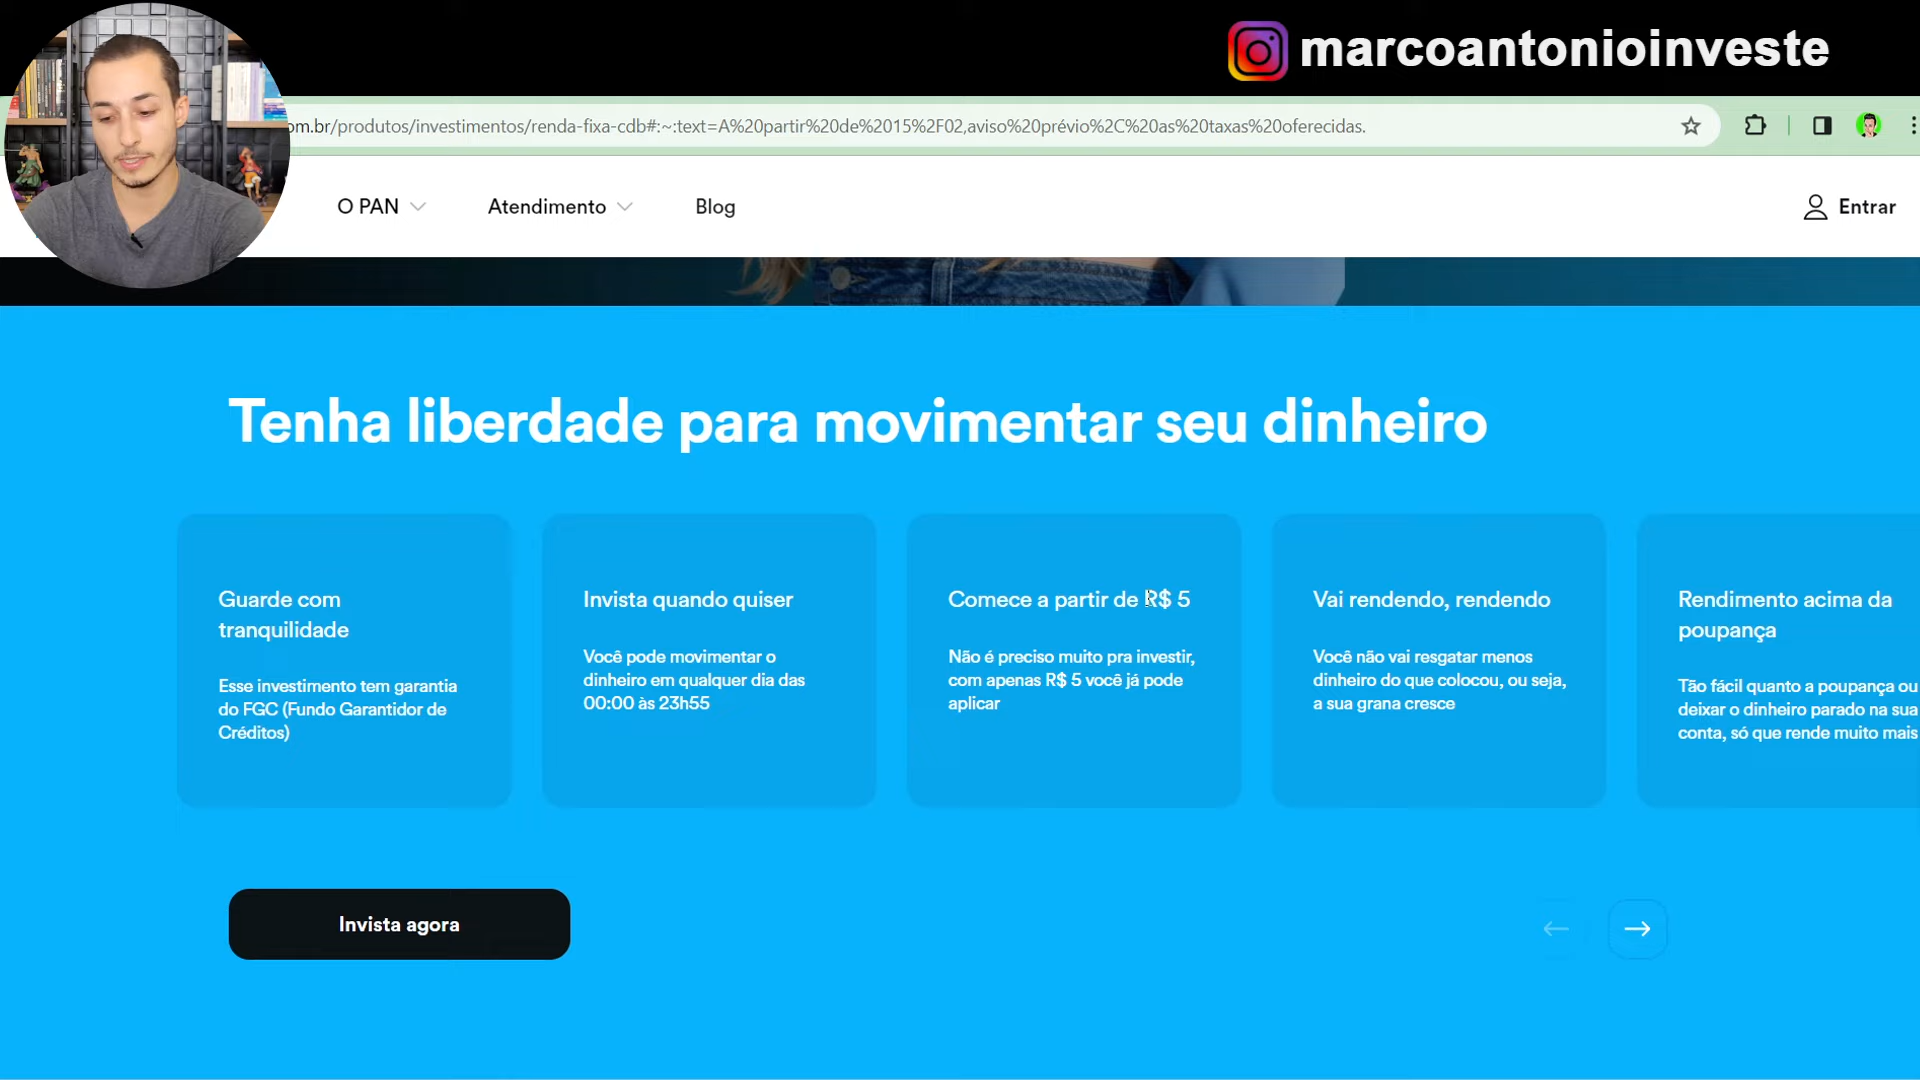 marcoantonioinveste
om.br/produtos/investimentos/renda-fixa-cdb#:~:text=A%20partir%20de%2015%2F02,aviso%20prévio%2C%20as%20taxas%20oferecidas.
O PAN
Atendimento
Blog
Entrar
Tenha liberdade para movimentar seu dinheiro
Guarde com
tranquilidade
Esse investimento tem garantia
do FGC (Fundo Garantidor de
Créditos)
Invista quando quiser
Você pode movimentar o
dinheiro em qualquer dia das
00:00 às 23h55
Comece a partir de R$ 5
Não é preciso muito pra investir,
com apenas R$ 5 você já pode
aplicar
Vai rendendo, rendendo
Você não vai resgatar menos
dinheiro do que colocou, ou seja,
a sua grana cresce
Rendimento acima da
poupança
Tão fácil quanto a poupança ou
deixar o dinheiro parado na sua
conta, só que rende muito mais
Invista agora